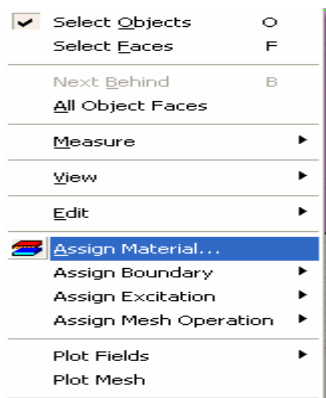 Select Objects O
Select Faces F
Next Behind B
All Object Faces
Measure
View
Edit
Assign Material...
Assign Boundary
Assign Excitation
Assign Mesh Operation
Plot Fields
Plot Mesh